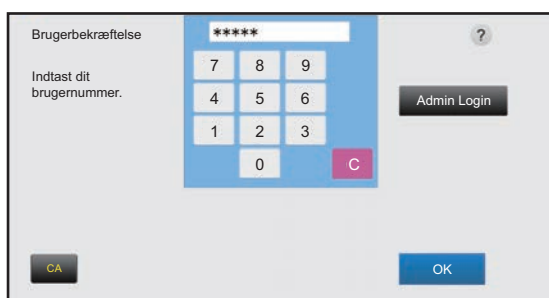 Brugerbekræftelse
*****
?
Indtast dit
brugernummer.
7 8 9
4 5 6
1 2 3
0 C
Admin Login
CA
OK